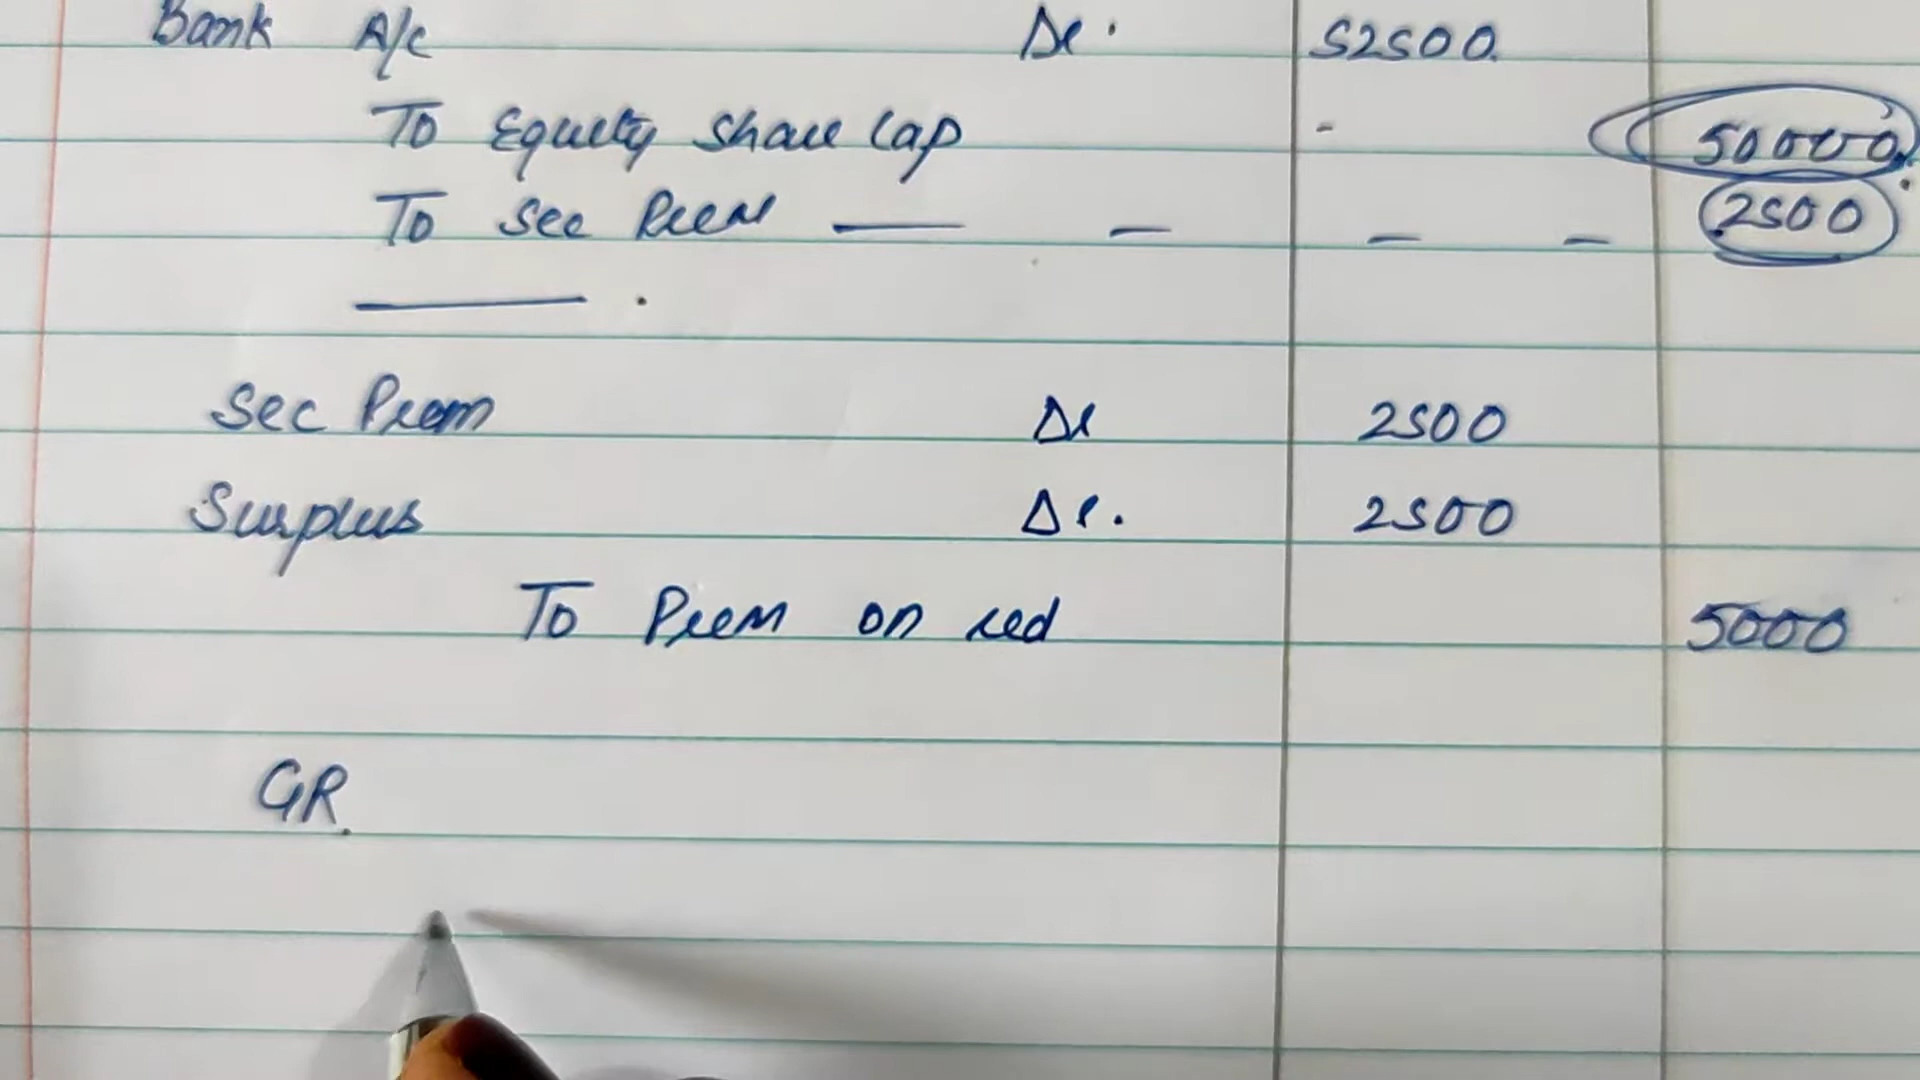 Bank A/c Dr. 52500.
To Equity Share Cap - 50000
To Sec Prem — — — — 2500
— .
Sec Prem Dr 2500
Surplus Dr. 2500
To Prem on red 5000
GR.